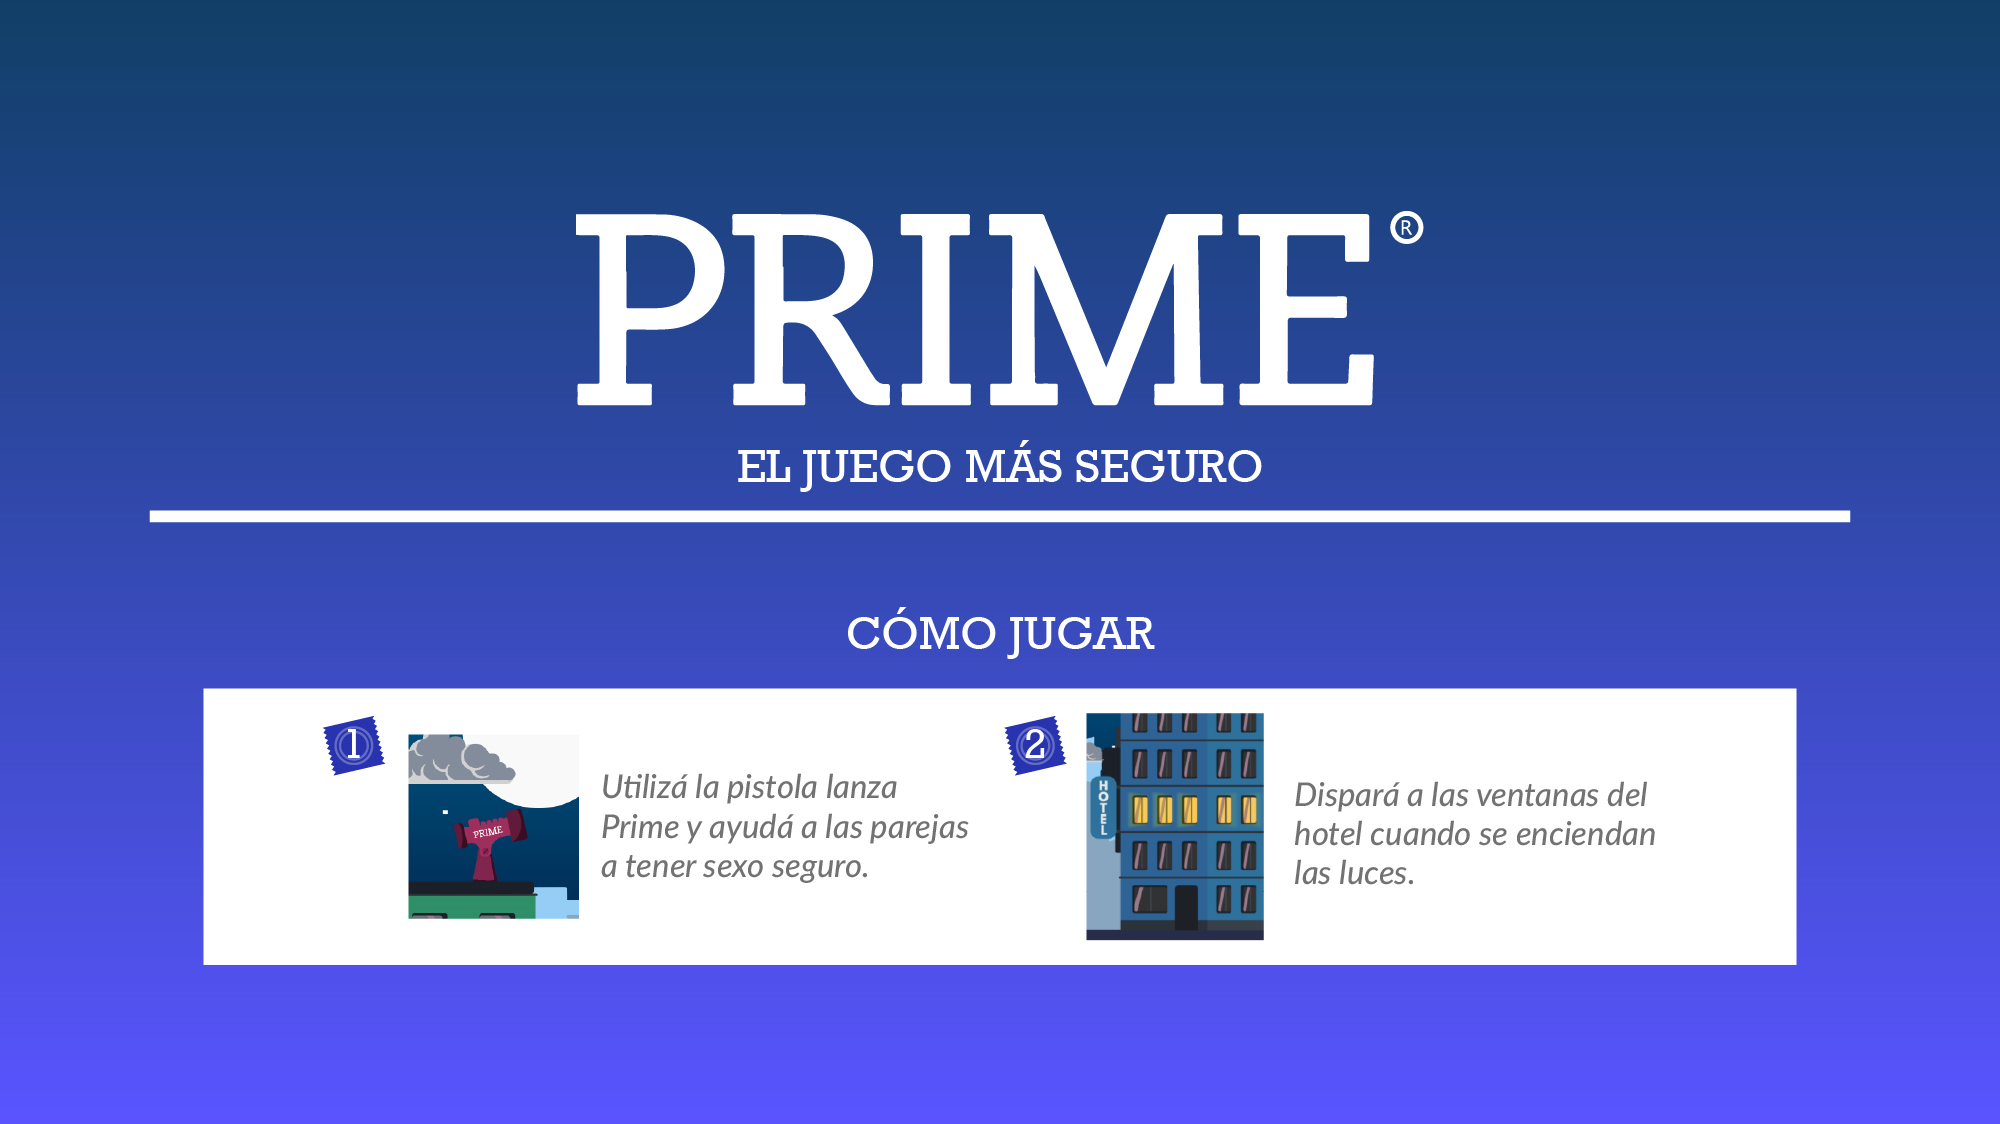 PRIME®
EL JUEGO MÁS SEGURO
CÓMO JUGAR
1
PRIME
Utilizá la pistola lanza
Prime y ayudá a las parejas
a tener sexo seguro.
2
HOTEL
Dispará a las ventanas del
hotel cuando se enciendan
las luces.